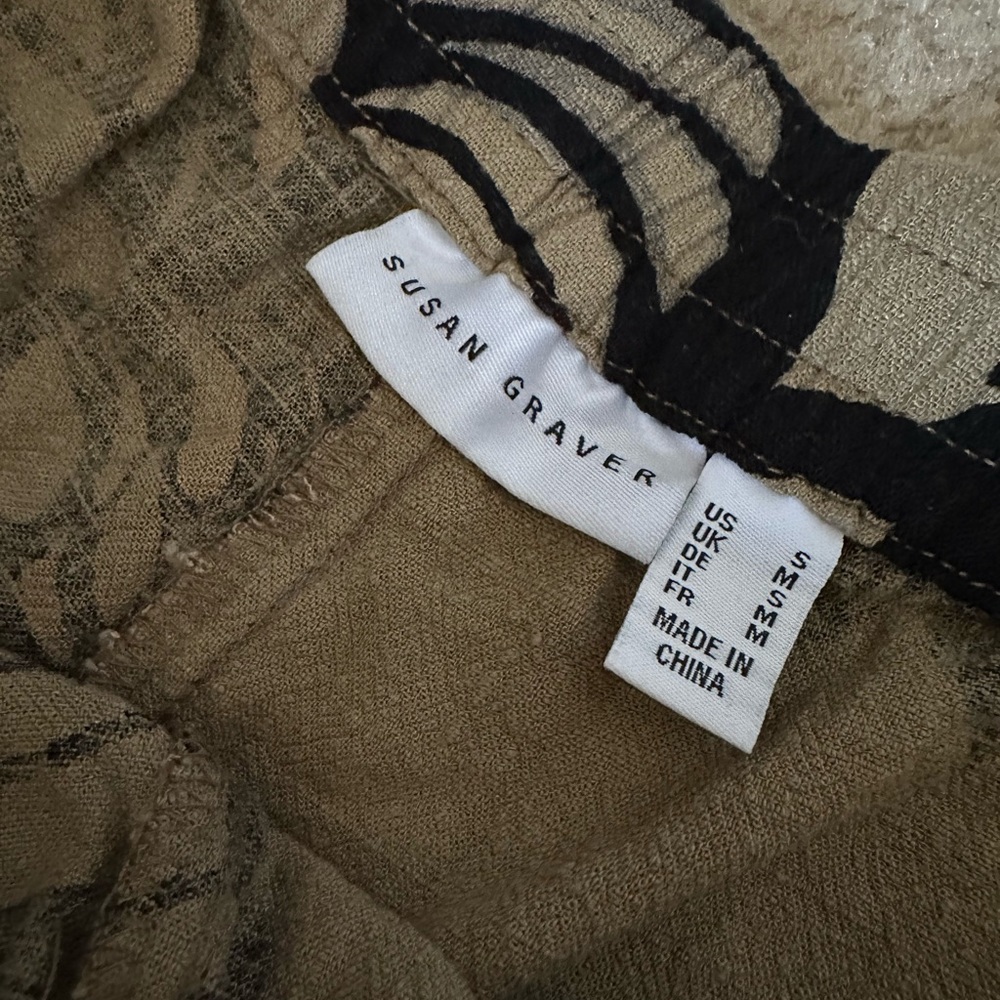 SUSAN GRAVER
US S
UK M
DE S
IT M
FR M
MADE IN
CHINA